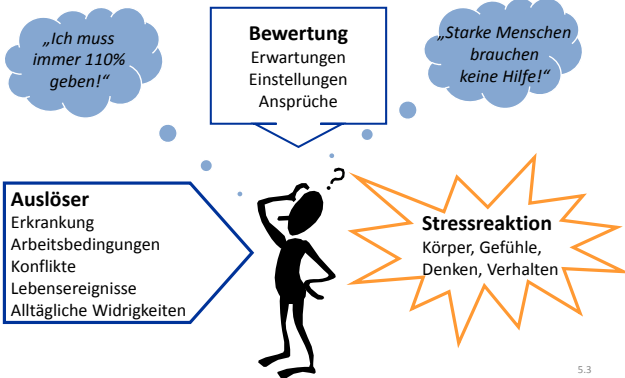 „Ich muss
immer 110%
geben!“
Bewertung
Erwartungen
Einstellungen
Ansprüche
„Starke Menschen
brauchen
keine Hilfe!“
Auslöser
Erkrankung
Arbeitsbedingungen
Konflikte
Lebensereignisse
Alltägliche Widrigkeiten
?
Stressreaktion
Körper, Gefühle,
Denken, Verhalten
5.3